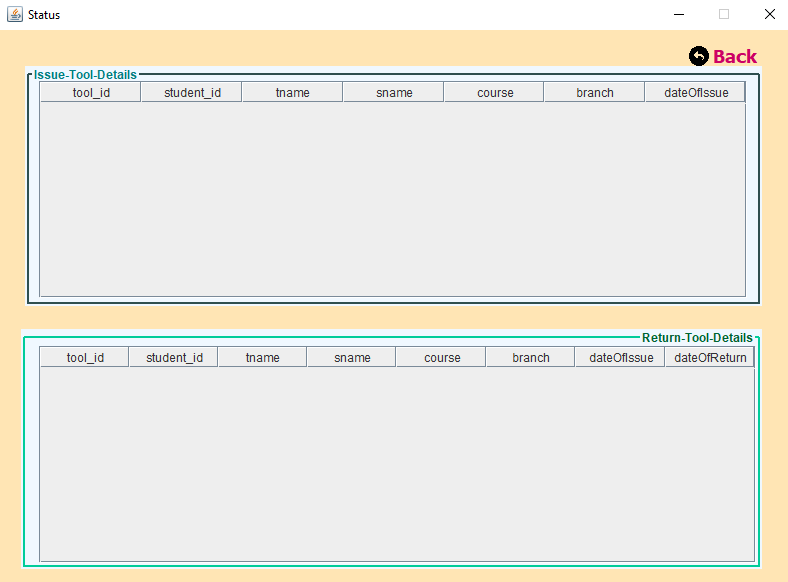 Status
Back
Issue-Tool-Details
tool_id student_id tname sname course branch dateOfIssue
Return-Tool-Details
tool_id student_id tname sname course branch dateOfIssue dateOfReturn